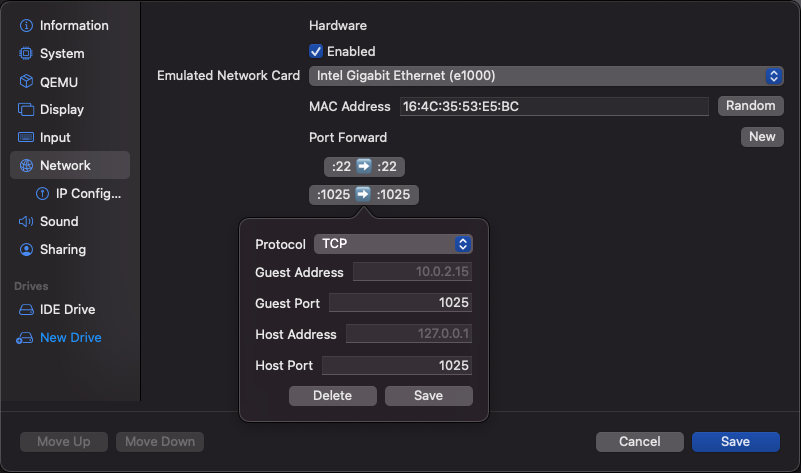 Information
System
QEMU
Display
Input
Network
IP Config...
Sound
Sharing
Drives
IDE Drive
New Drive
Hardware
Enabled
Emulated Network Card Intel Gigabit Ethernet (e1000)
MAC Address 16:4C:35:53:E5:BC Random
Port Forward New
:22 ➡️ :22
:1025 ➡️ :1025
Protocol TCP
Guest Address 10.0.2.15
Guest Port 1025
Host Address 127.0.0.1
Host Port 1025
Delete Save
Move Up Move Down Cancel Save